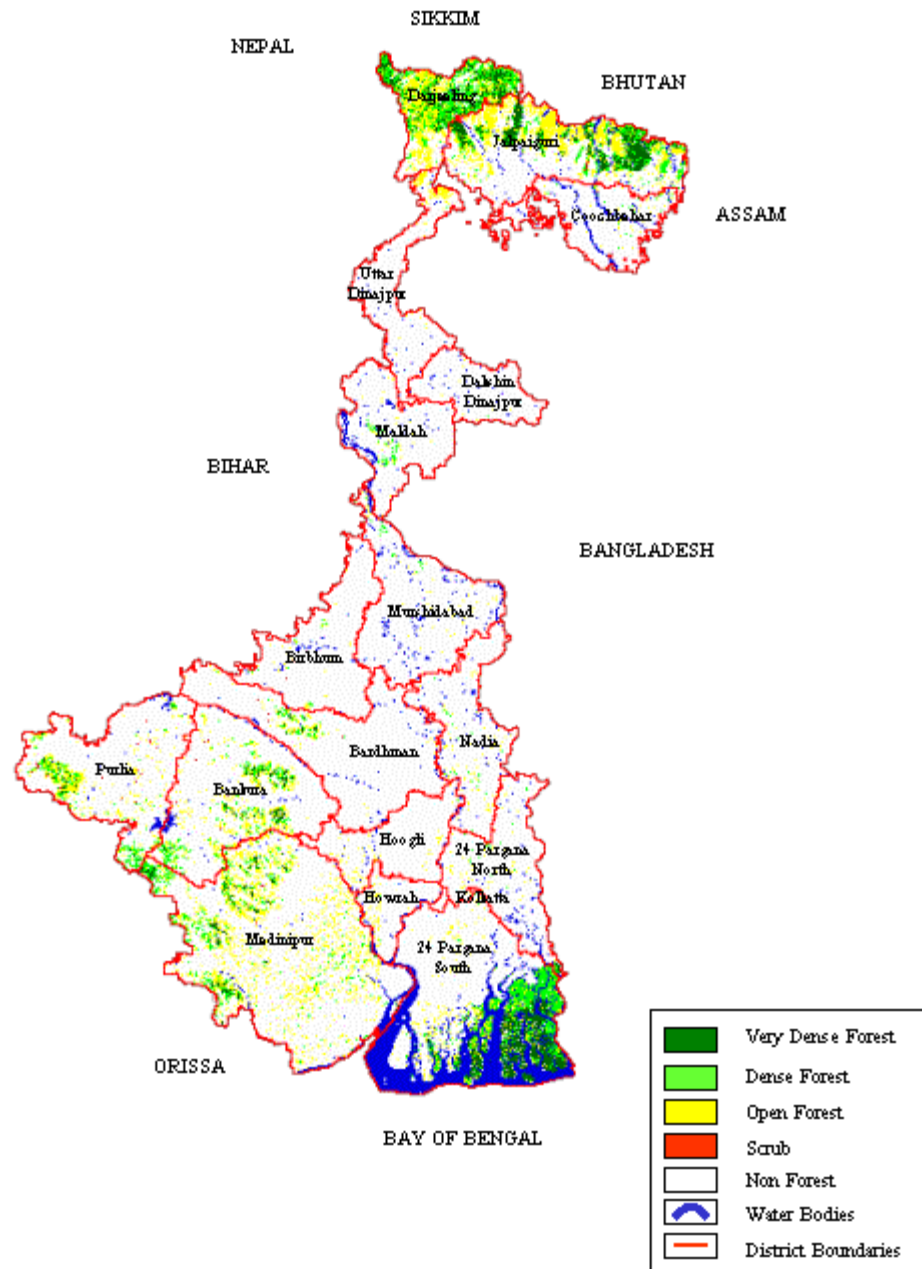 SIKKIM
NEPAL
BHUTAN
Darjeeling
Jalpaiguri
ASSAM
Coochbahar
Uttar
Dinajpur
Dakshin
Dinajpur
Maldah
BIHAR
BANGLADESH
Murshidabad
Birbhum
Nadia
Bardhman
Purlia
Bankura
Hoogli
24 Pargana
North
Howrah
Kolkatta
Madinipur
24 Pargana
South
ORISSA
BAY OF BENGAL
Very Dense Forest
Dense Forest
Open Forest
Scrub
Non Forest
Water Bodies
District Boundaries